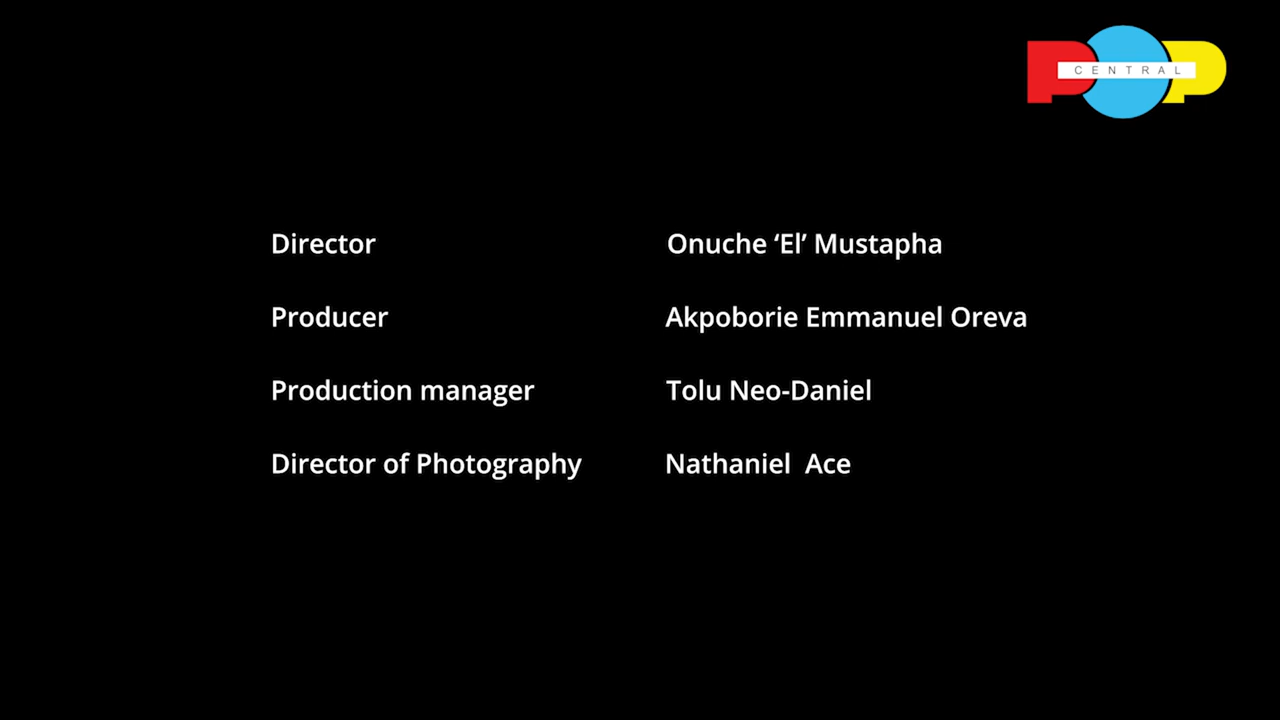 POP
CENTRAL
Director Onuche ‘El’ Mustapha
Producer Akpoborie Emmanuel Oreva
Production manager Tolu Neo-Daniel
Director of Photography Nathaniel  Ace